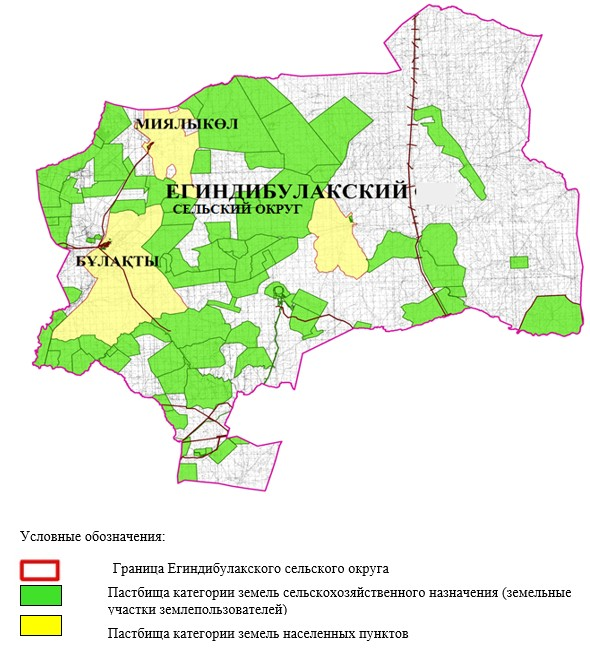 МИЯЛЫКӨЛ
ЕГИНДИБУЛАКСКИЙ
СЕЛЬСКИЙ ОКРУГ
БҰЛАҚТЫ
Условные обозначения:
Граница Егиндибулакского сельского округа
Пастбища категории земель сельскохозяйственного назначения (земельные
участки землепользователей)
Пастбища категории земель населенных пунктов